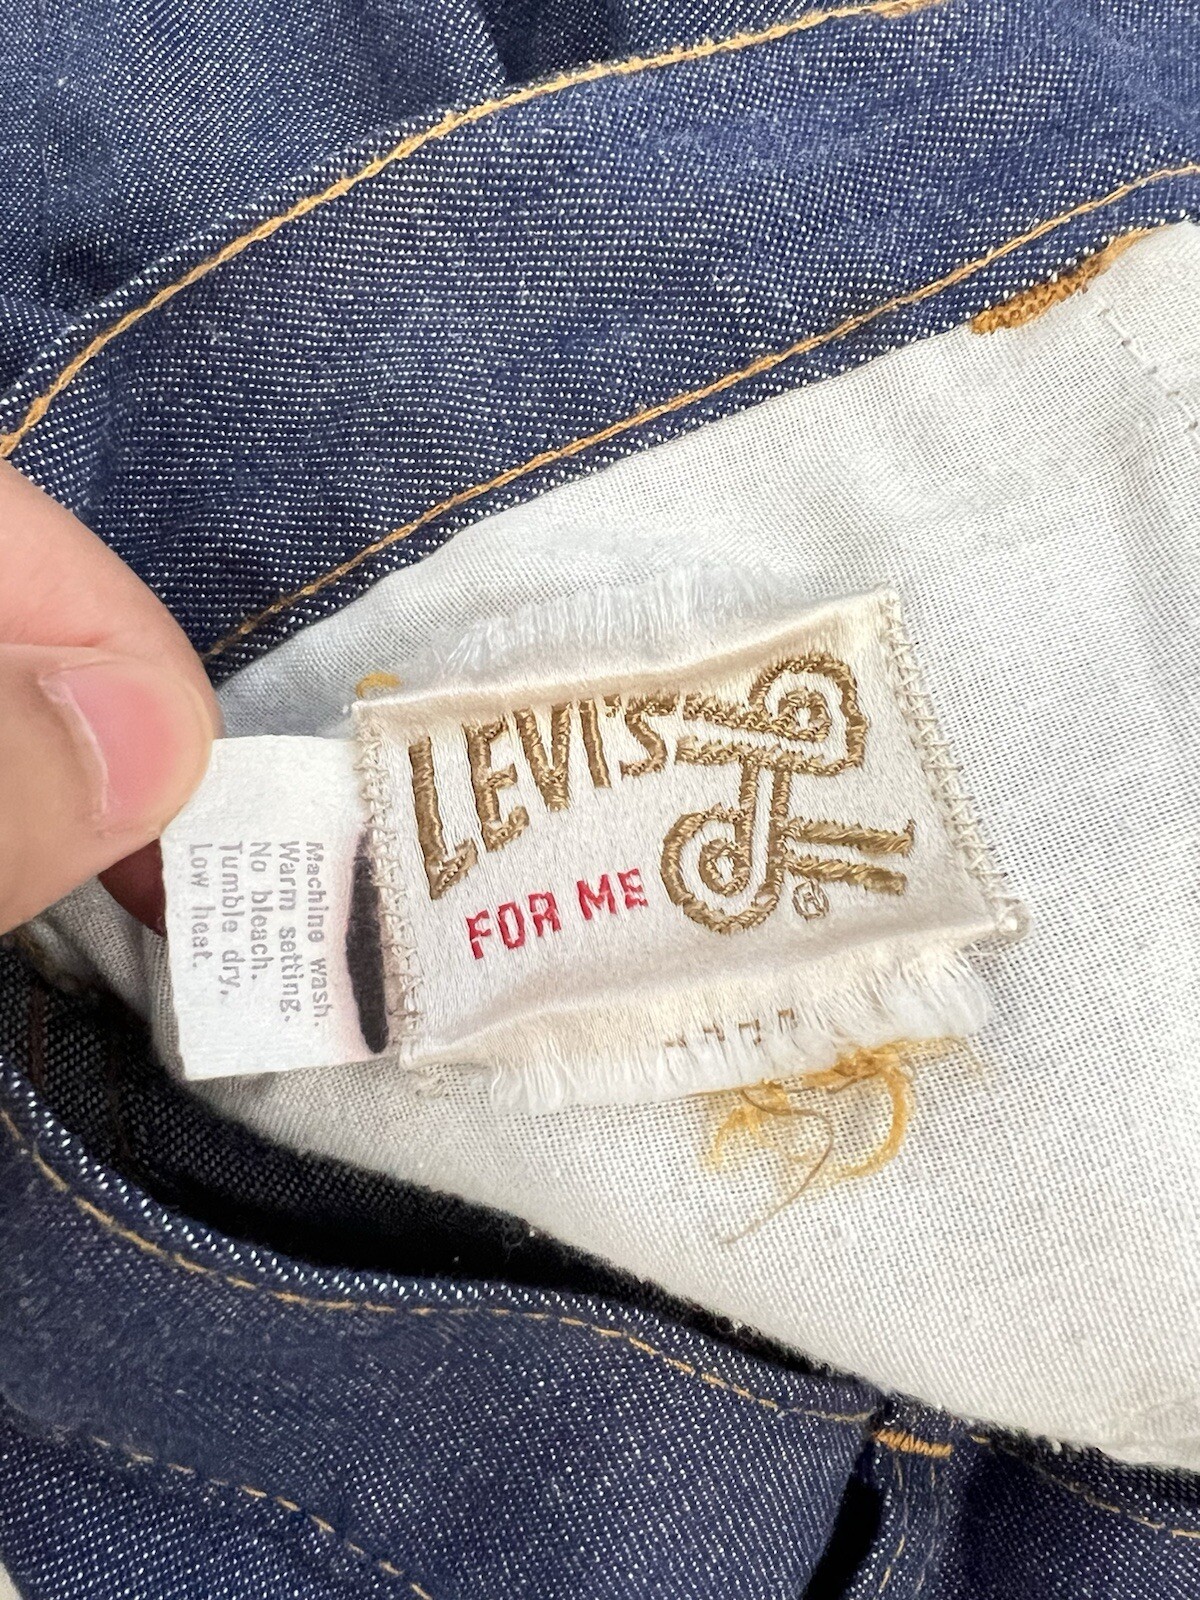 LEVI'S
FOR ME
®
Machine wash.
Warm setting.
No bleach.
Tumble dry,
Low heat.